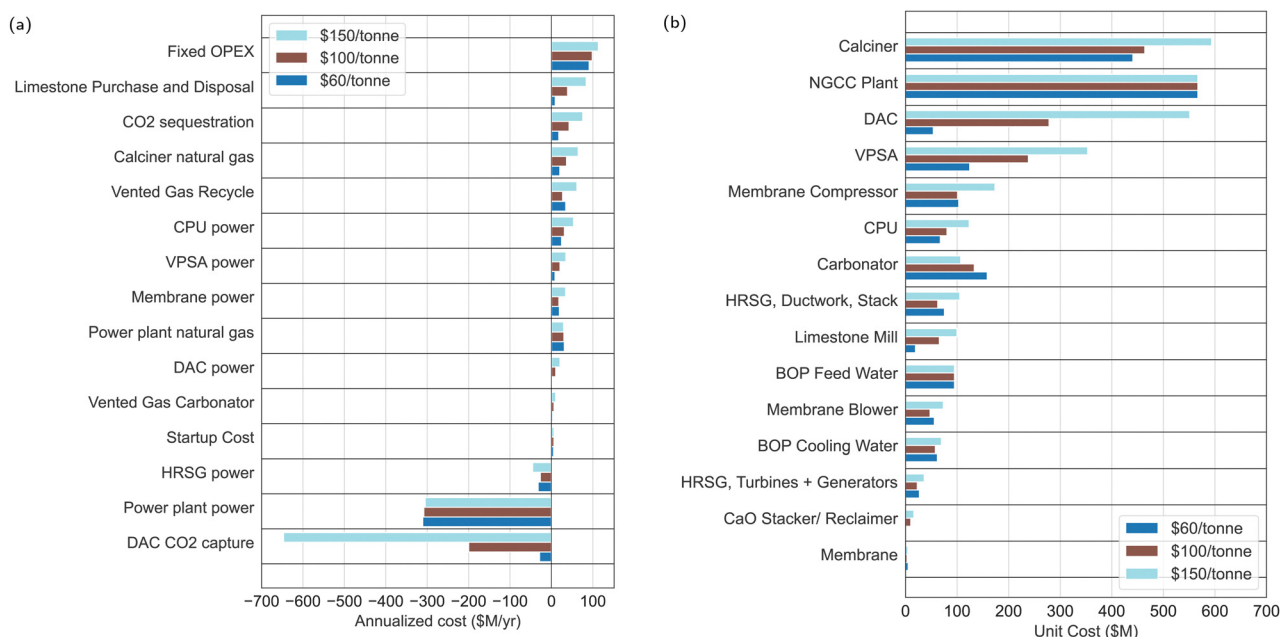 (a)
$150/tonne
$100/tonne
$60/tonne
Fixed OPEX
Limestone Purchase and Disposal
CO2 sequestration
Calciner natural gas
Vented Gas Recycle
CPU power
VPSA power
Membrane power
Power plant natural gas
DAC power
Vented Gas Carbonator
Startup Cost
HRSG power
Power plant power
DAC CO2 capture
−700 −600 −500 −400 −300 −200 −100 0 100
Annualized cost ($M/yr)
(b)
Calciner
NGCC Plant
DAC
VPSA
Membrane Compressor
CPU
Carbonator
HRSG, Ductwork, Stack
Limestone Mill
BOP Feed Water
Membrane Blower
BOP Cooling Water
HRSG, Turbines + Generators
CaO Stacker/ Reclaimer
Membrane
$60/tonne
$100/tonne
$150/tonne
0 100 200 300 400 500 600 700
Unit Cost ($M)